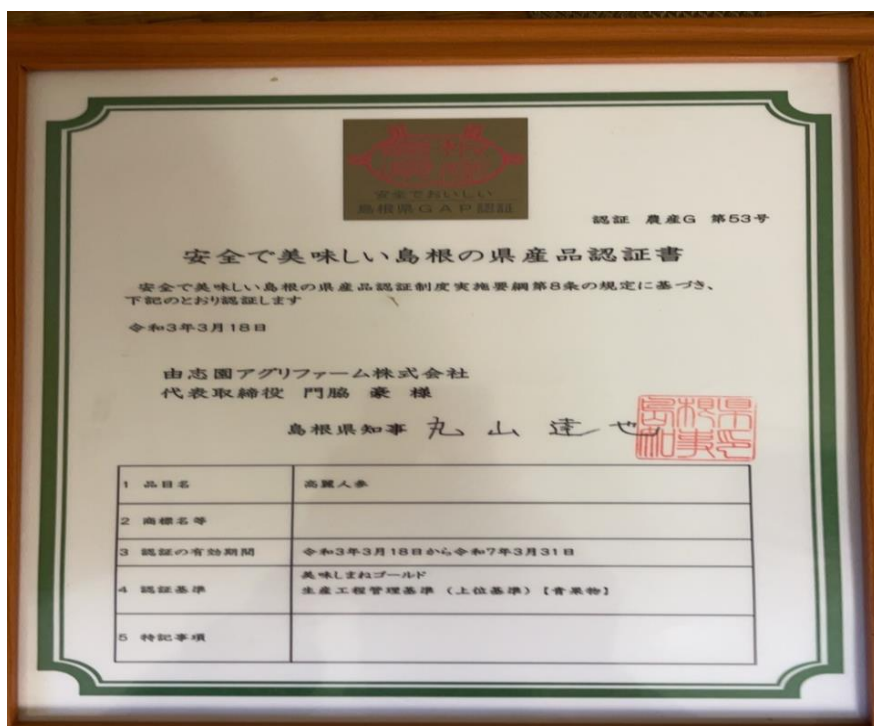 安全でおいしい
島根県GAP認証
認証 農産G 第53号
安全で美味しい島根の県産品認証書
安全で美味しい島根の県産品認証制度実施要綱第8条の規定に基づき、
下記のとおり認証します
令和3年3月18日
由志園アグリファーム株式会社
代表取締役 門脇 豪 様
島根県知事 丸山達也
1 品目名 高麗人参
2 商標名等
3 認証の有効期間 令和3年3月18日から令和7年3月31日
4 認証基準 美味しまねゴールド
生産工程管理基準（上位基準）【青果物】
5 特記事項